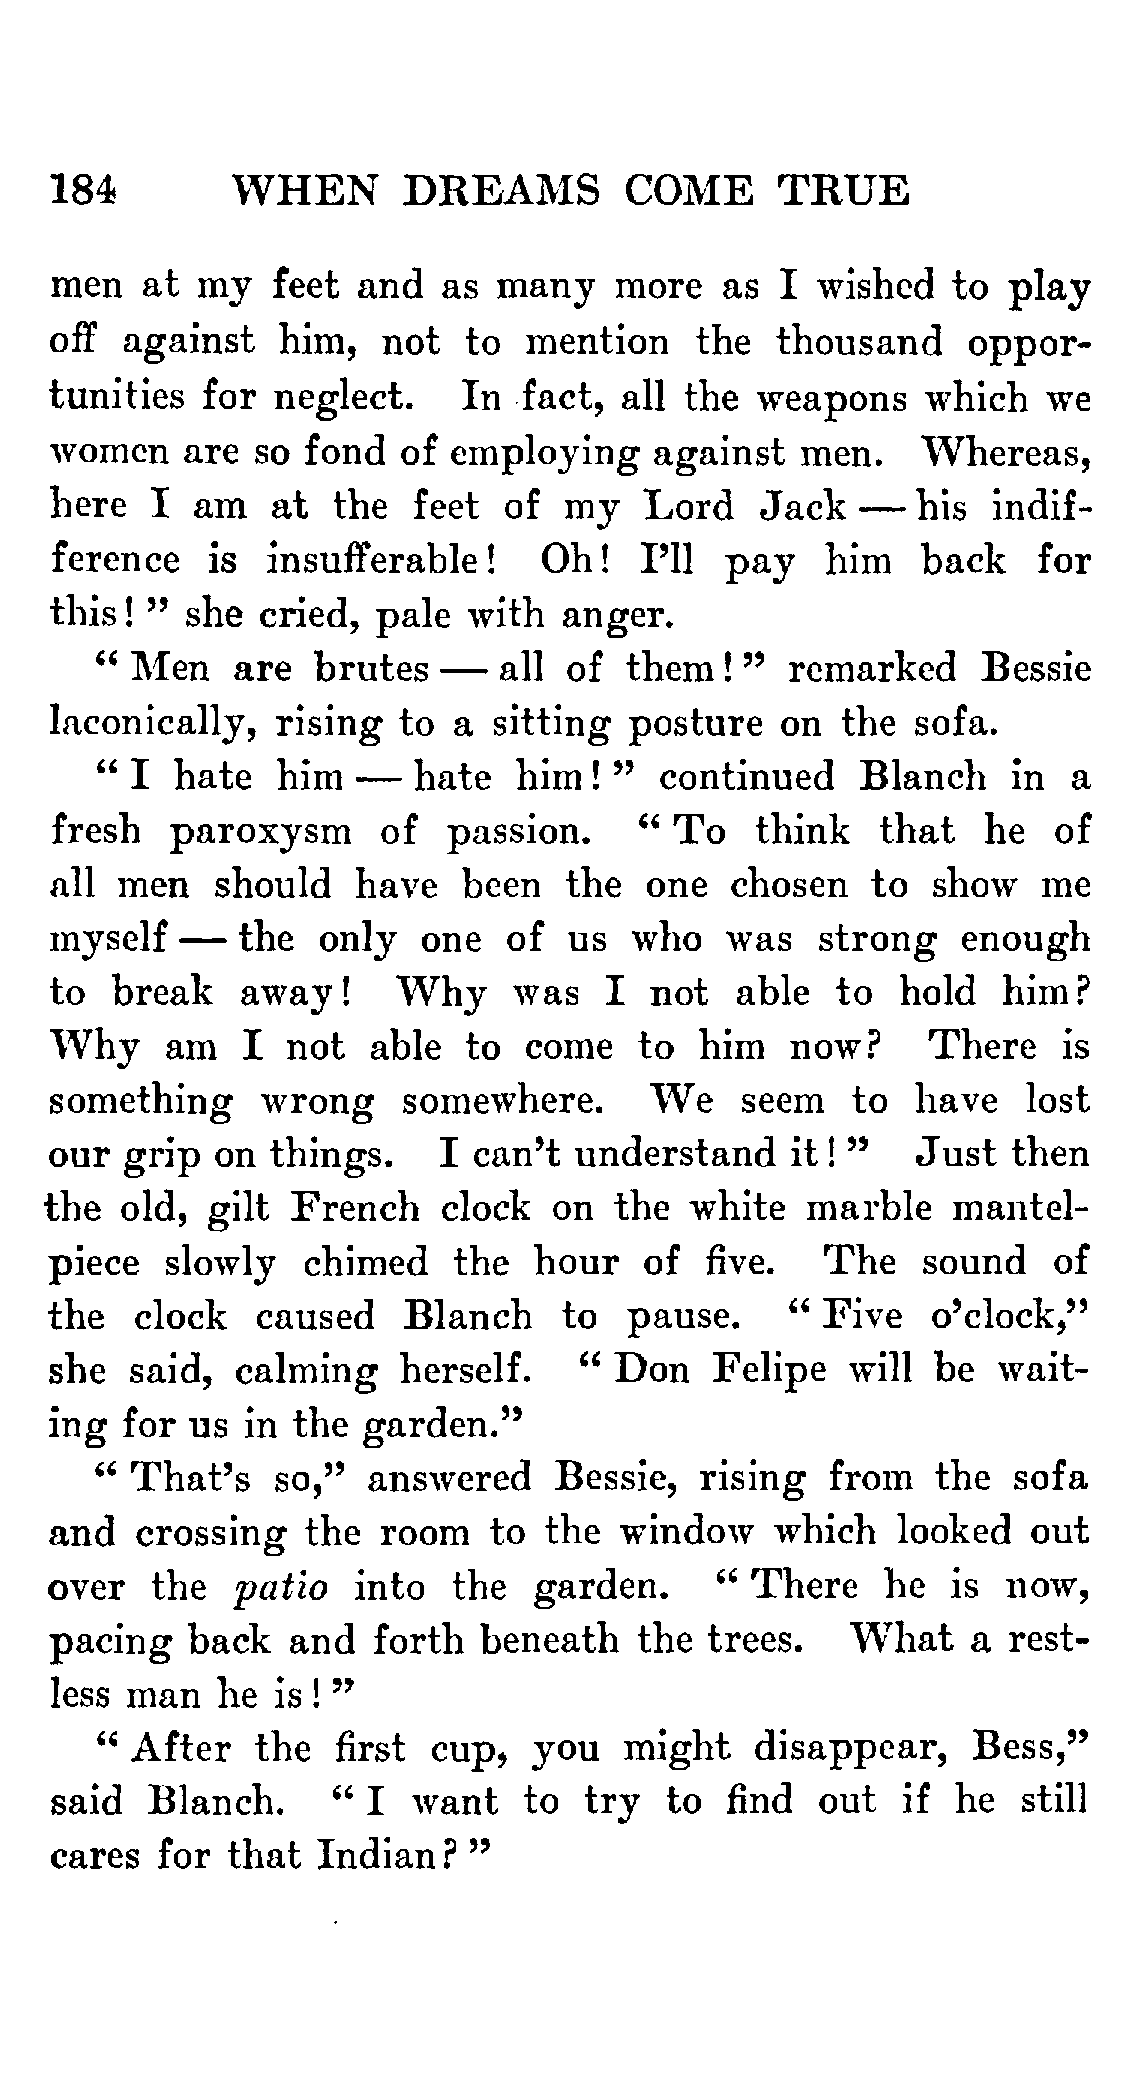 184 WHEN DREAMS COME TRUE
men at my feet and as many more as I wished to play
off against him, not to mention the thousand oppor-
tunities for neglect. In fact, all the weapons which we
women are so fond of employing against men. Whereas,
here I am at the feet of my Lord Jack — his indif-
ference is insufferable! Oh! I'll pay him back for
this!" she cried, pale with anger.
"Men are brutes — all of them!" remarked Bessie
laconically, rising to a sitting posture on the sofa.
"I hate him — hate him!" continued Blanch in a
fresh paroxysm of passion. "To think that he of
all men should have been the one chosen to show me
myself — the only one of us who was strong enough
to break away! Why was I not able to hold him?
Why am I not able to come to him now? There is
something wrong somewhere. We seem to have lost
our grip on things. I can't understand it!" Just then
the old, gilt French clock on the white marble mantel-
piece slowly chimed the hour of five. The sound of
the clock caused Blanch to pause. "Five o'clock,"
she said, calming herself. "Don Felipe will be wait-
ing for us in the garden."
"That's so," answered Bessie, rising from the sofa
and crossing the room to the window which looked out
over the patio into the garden. "There he is now,
pacing back and forth beneath the trees. What a rest-
less man he is!"
"After the first cup, you might disappear, Bess,"
said Blanch. "I want to try to find out if he still
cares for that Indian?"